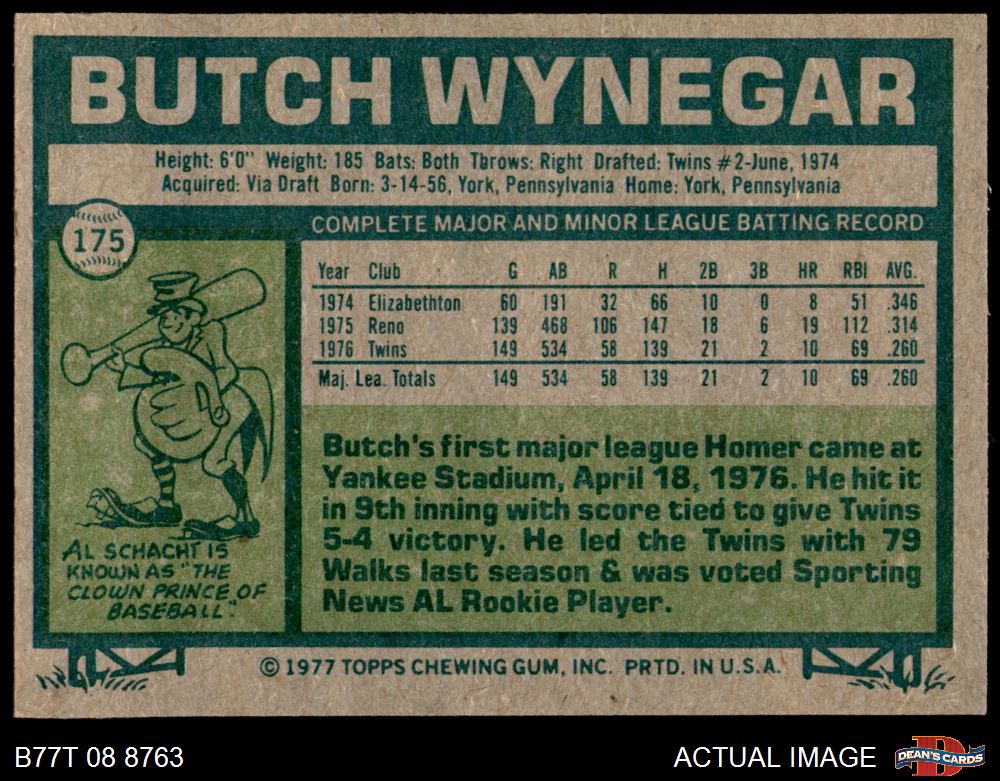 BUTCH WYNEGAR
Height: 6'0" Weight: 185 Bats: Both Throws: Right Drafted: Twins #2-June, 1974
Acquired: Via Draft Born: 3-14-56, York, Pennsylvania Home: York, Pennsylvania
175
COMPLETE MAJOR AND MINOR LEAGUE BATTING RECORD
Year Club G AB R H 2B 3B HR RBI AVG.
1974 Elizabethton 60 191 32 66 10 0 8 51 .346
1975 Reno 139 468 106 147 18 6 19 112 .314
1976 Twins 149 534 58 139 21 2 10 69 .260
Maj. Lea. Totals 149 534 58 139 21 2 10 69 .260
AL SCHACHT IS
KNOWN AS "THE
CLOWN PRINCE OF
BASEBALL".
Butch's first major league Homer came at
Yankee Stadium, April 18, 1976. He hit it
in 9th inning with score tied to give Twins
5-4 victory. He led the Twins with 79
Walks last season & was voted Sporting
News AL Rookie Player.
© 1977 TOPPS CHEWING GUM, INC. PRTD. IN U.S.A.
B77T 08 8763
ACTUAL IMAGE
D
DEAN'S CARDS